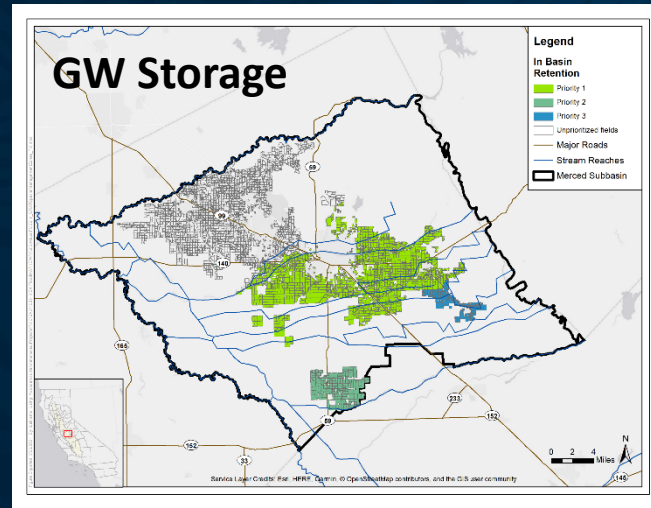 GW Storage
Legend
In Basin
Retention
Priority 1
Priority 2
Priority 3
Unprioritized fields
Major Roads
Stream Reaches
Merced Subbasin
59
99
140
165
233
152
152
59
33
145
0 2 4
Miles
N
Service Layer Credits: Esri, HERE, Garmin, © OpenStreetMap contributors, and the GIS user community